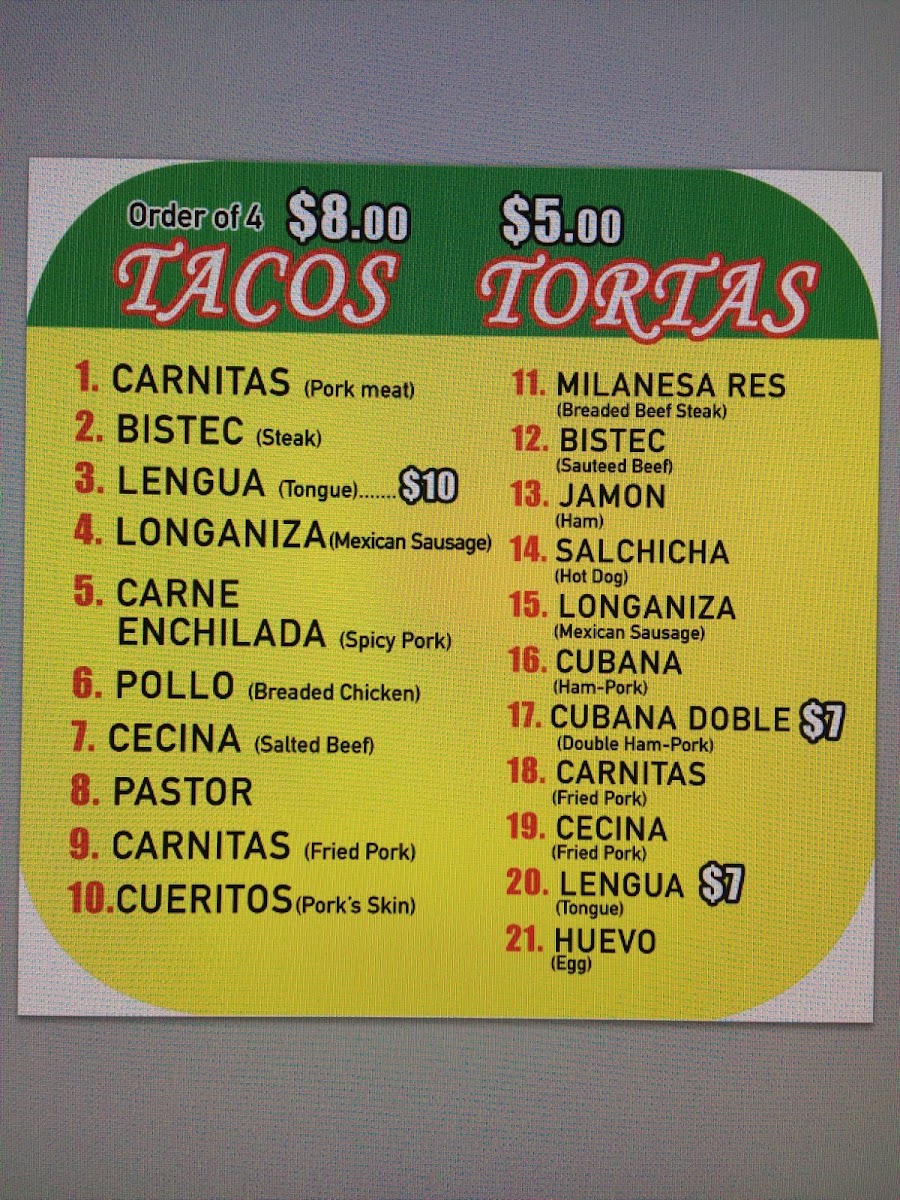 Order of 4 $8.00
TACOS
1. CARNITAS (Pork meat)
2. BISTEC (Steak)
3. LENGUA (Tongue)....... $10
4. LONGANIZA (Mexican Sausage)
5. CARNE
ENCHILADA (Spicy Pork)
6. POLLO (Breaded Chicken)
7. CECINA (Salted Beef)
8. PASTOR
9. CARNITAS (Fried Pork)
10. CUERITOS (Pork's Skin)
$5.00
TORTAS
11. MILANESA RES
(Breaded Beef Steak)
12. BISTEC
(Sauteed Beef)
13. JAMON
(Ham)
14. SALCHICHA
(Hot Dog)
15. LONGANIZA
(Mexican Sausage)
16. CUBANA
(Ham-Pork)
17. CUBANA DOBLE $7
(Double Ham-Pork)
18. CARNITAS
(Fried Pork)
19. CECINA
(Fried Pork)
20. LENGUA $7
(Tongue)
21. HUEVO
(Egg)